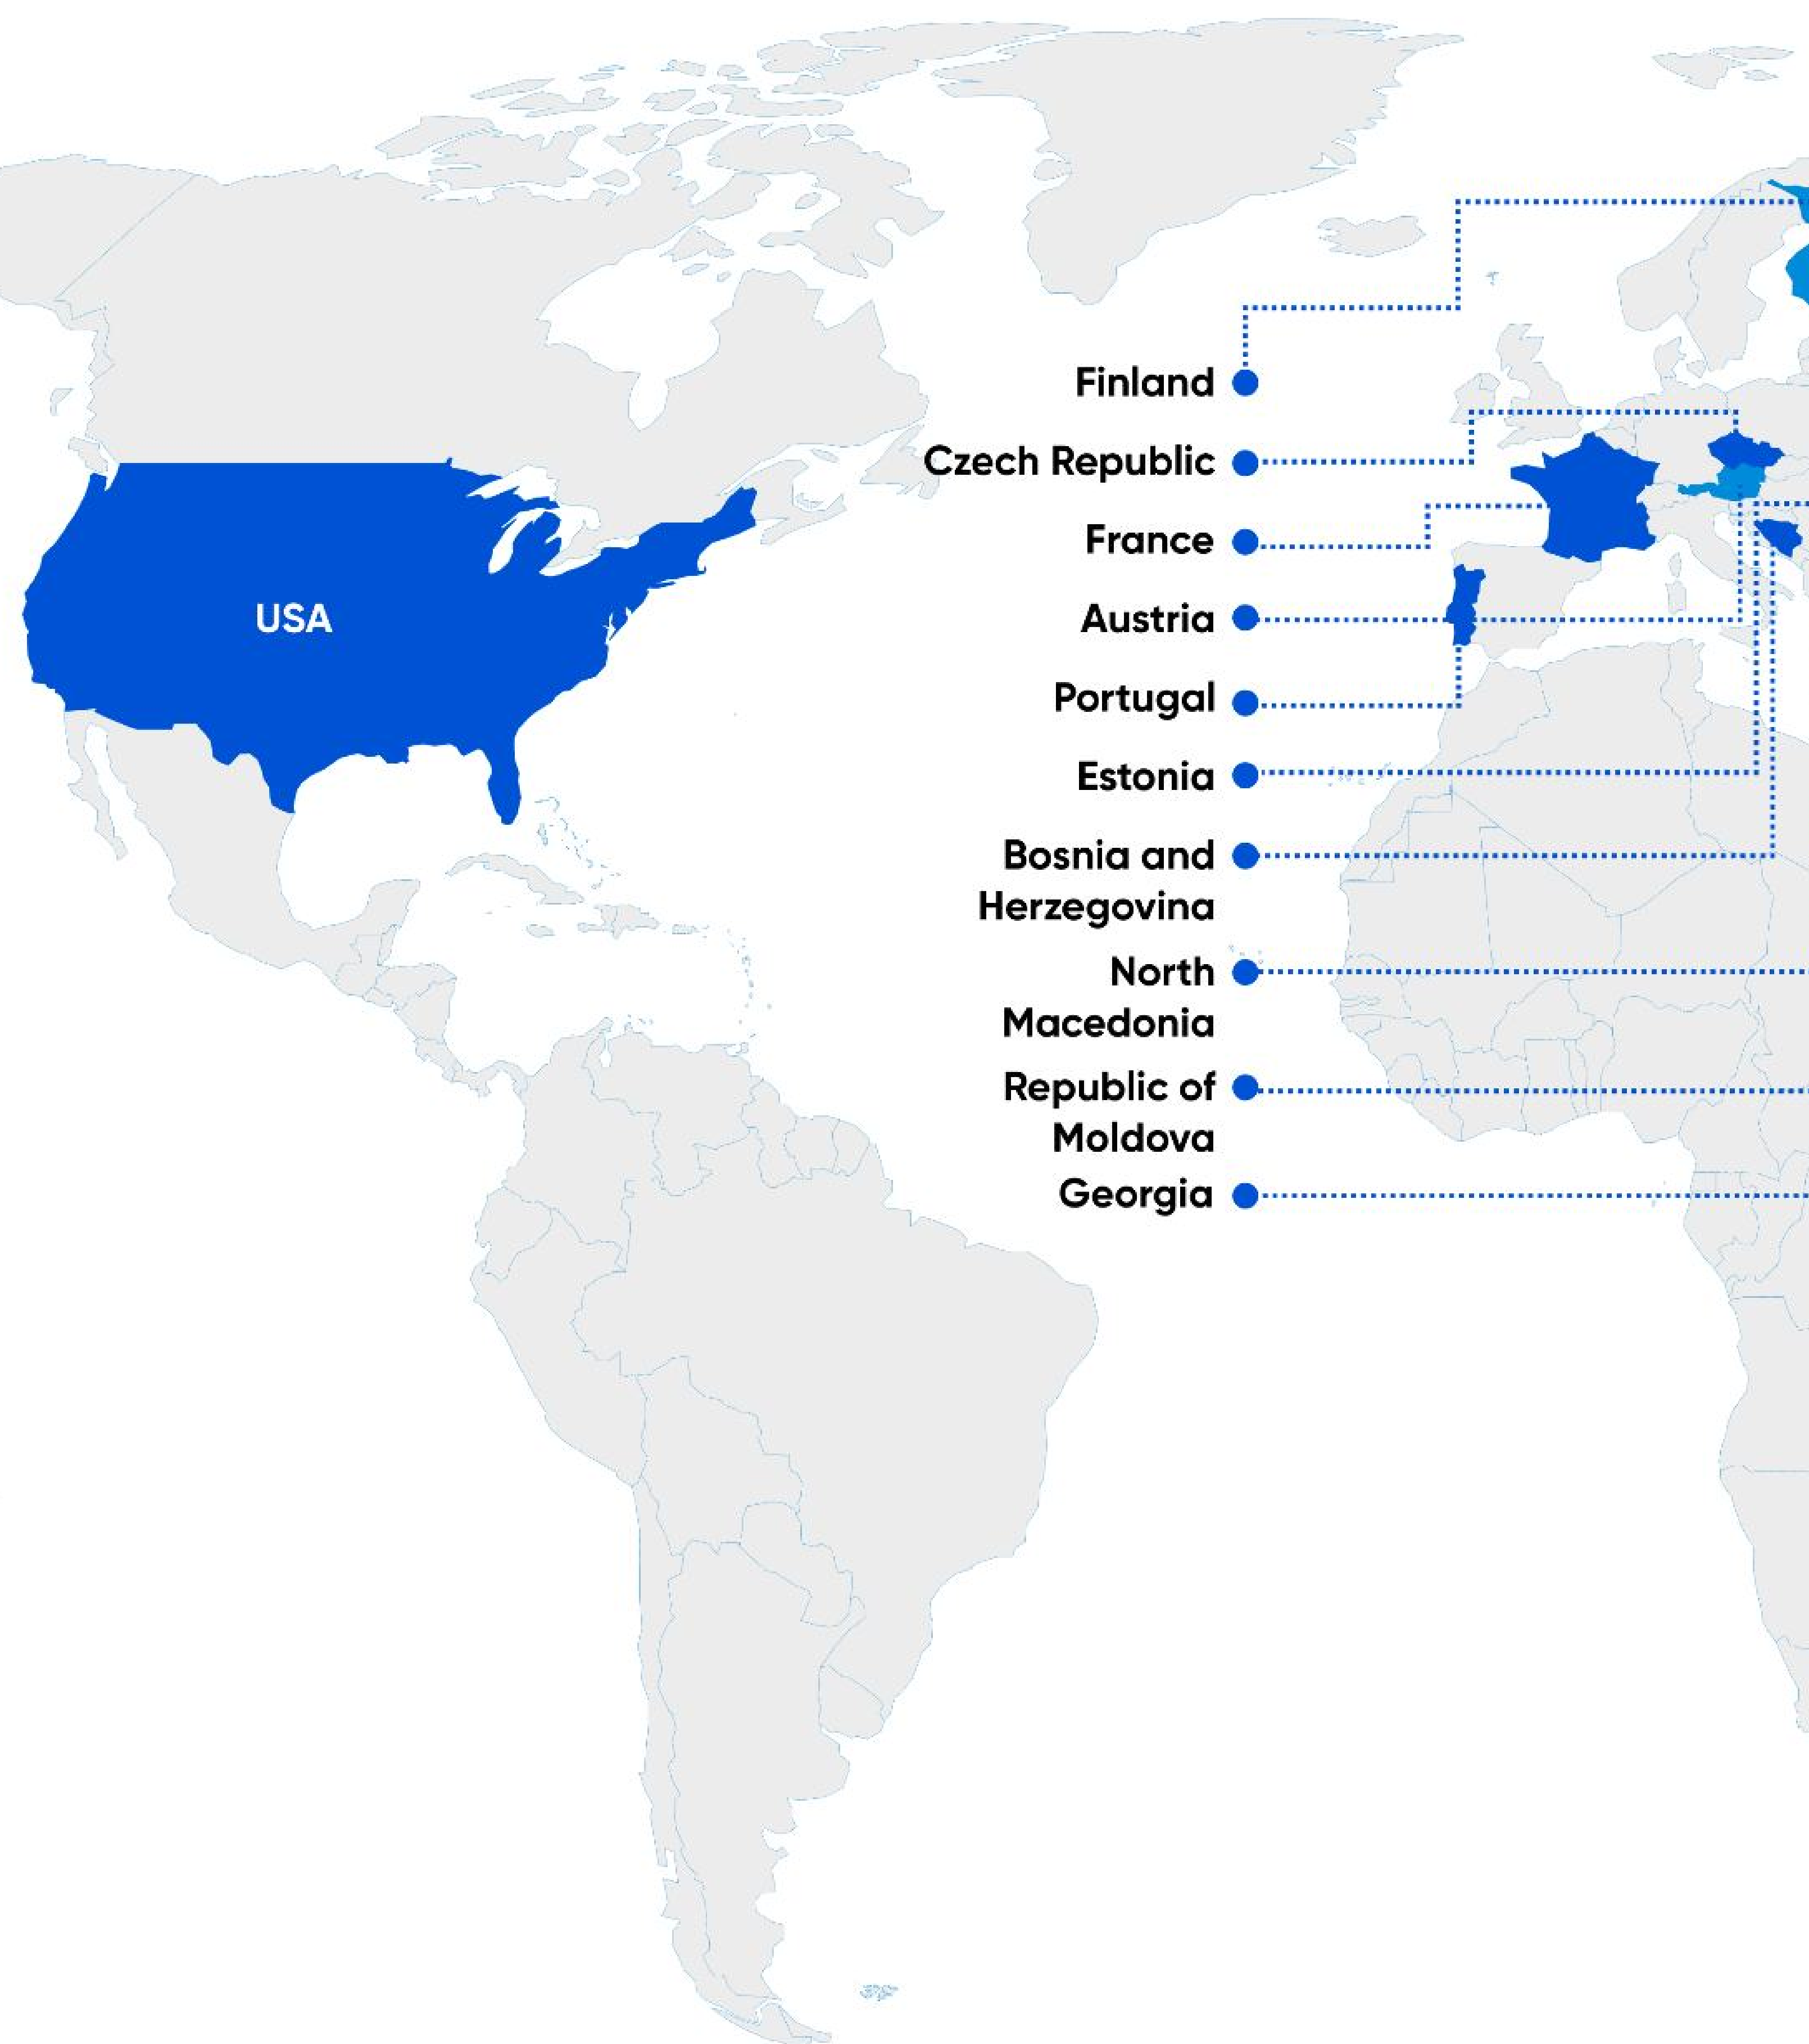 Finland
Czech Republic
France
USA
Austria
Portugal
Estonia
Bosnia and
Herzegovina
North
Macedonia
Republic of
Moldova
Georgia